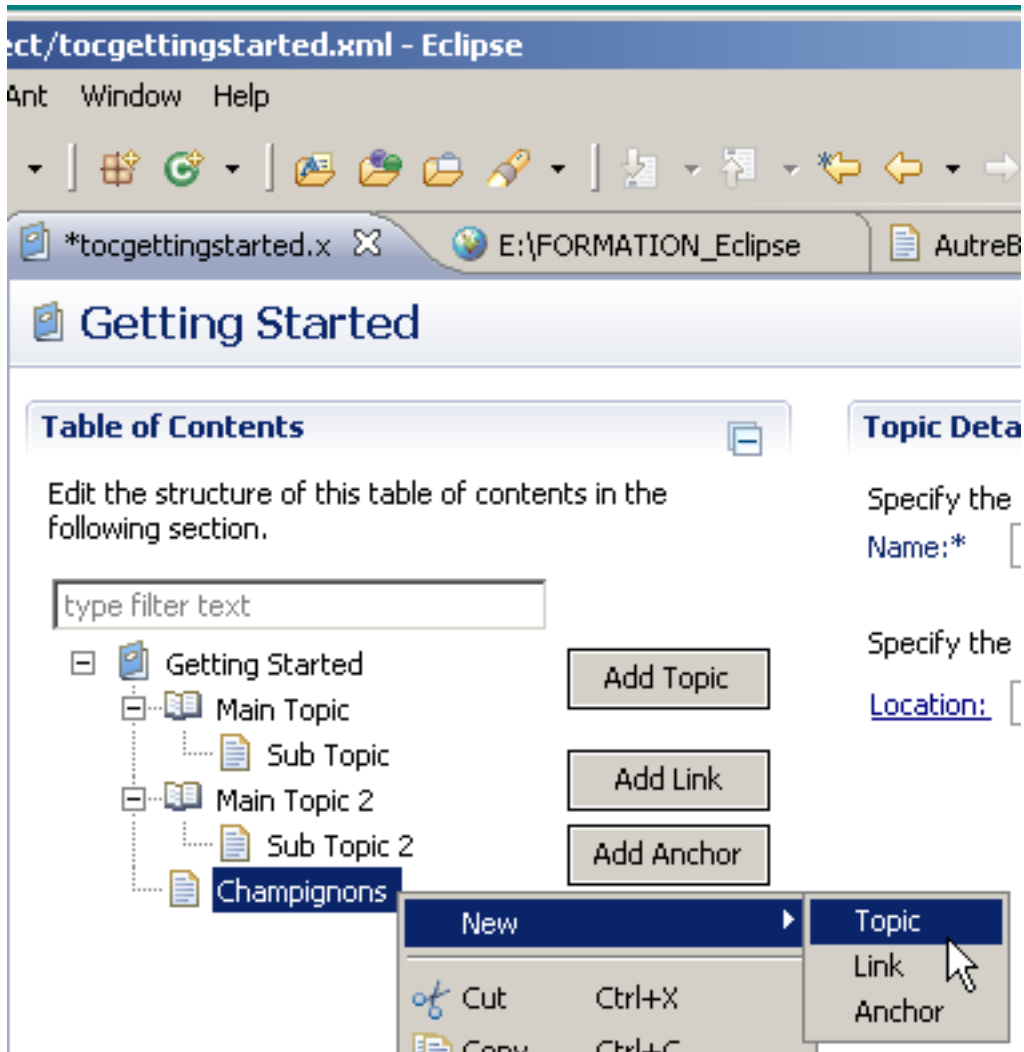 ect/tocgettingstarted.xml - Eclipse
Ant Window Help
*tocgettingstarted.x E:\FORMATION_Eclipse AutreB
Getting Started
Table of Contents
Topic Deta
Edit the structure of this table of contents in the
following section.
Specify the
Name:*
type filter text
Specify the
Location:
Getting Started
Main Topic
Sub Topic
Main Topic 2
Sub Topic 2
Champignons
Add Topic
Add Link
Add Anchor
New
Cut Ctrl+X
Copy Ctrl+C
Topic
Link
Anchor